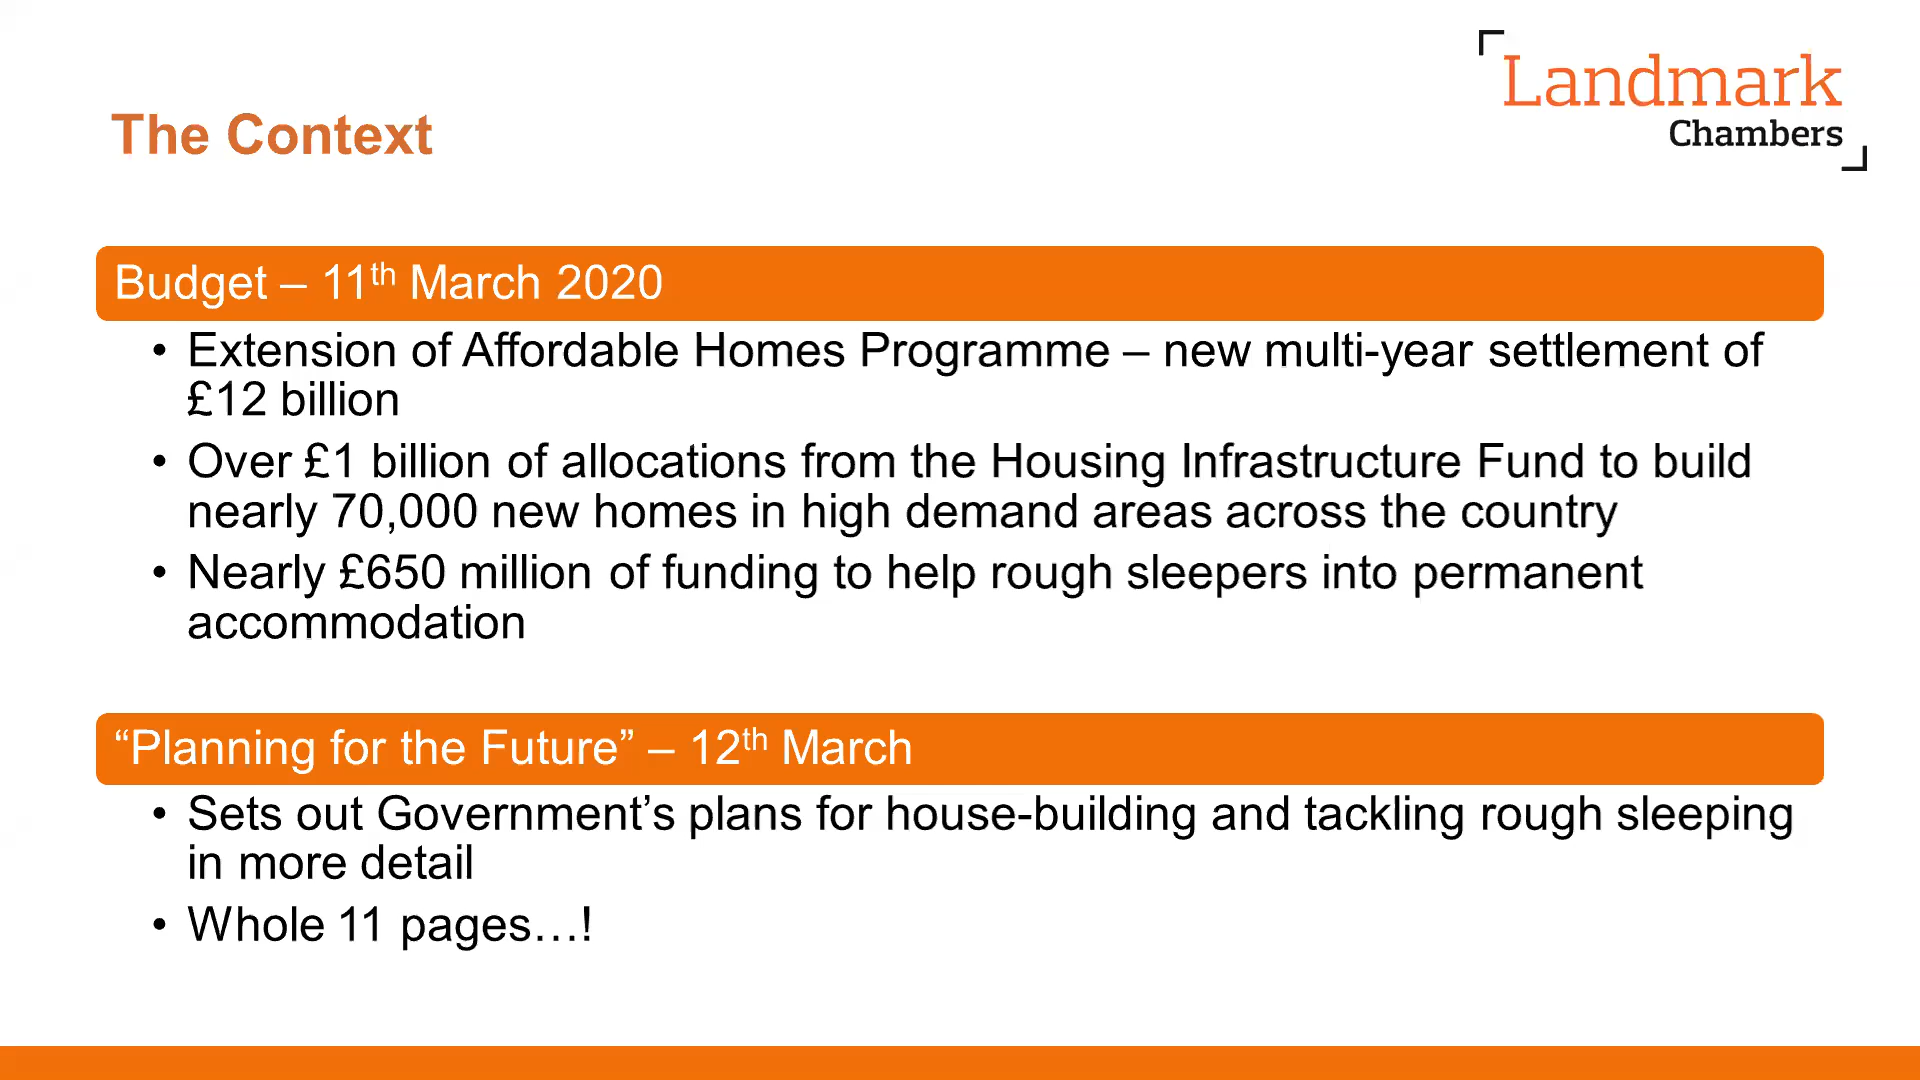 Landmark
Chambers
The Context
Budget – 11th March 2020
• Extension of Affordable Homes Programme – new multi-year settlement of
£12 billion
• Over £1 billion of allocations from the Housing Infrastructure Fund to build
nearly 70,000 new homes in high demand areas across the country
• Nearly £650 million of funding to help rough sleepers into permanent
accommodation
“Planning for the Future” – 12th March
• Sets out Government’s plans for house-building and tackling rough sleeping
in more detail
• Whole 11 pages…!